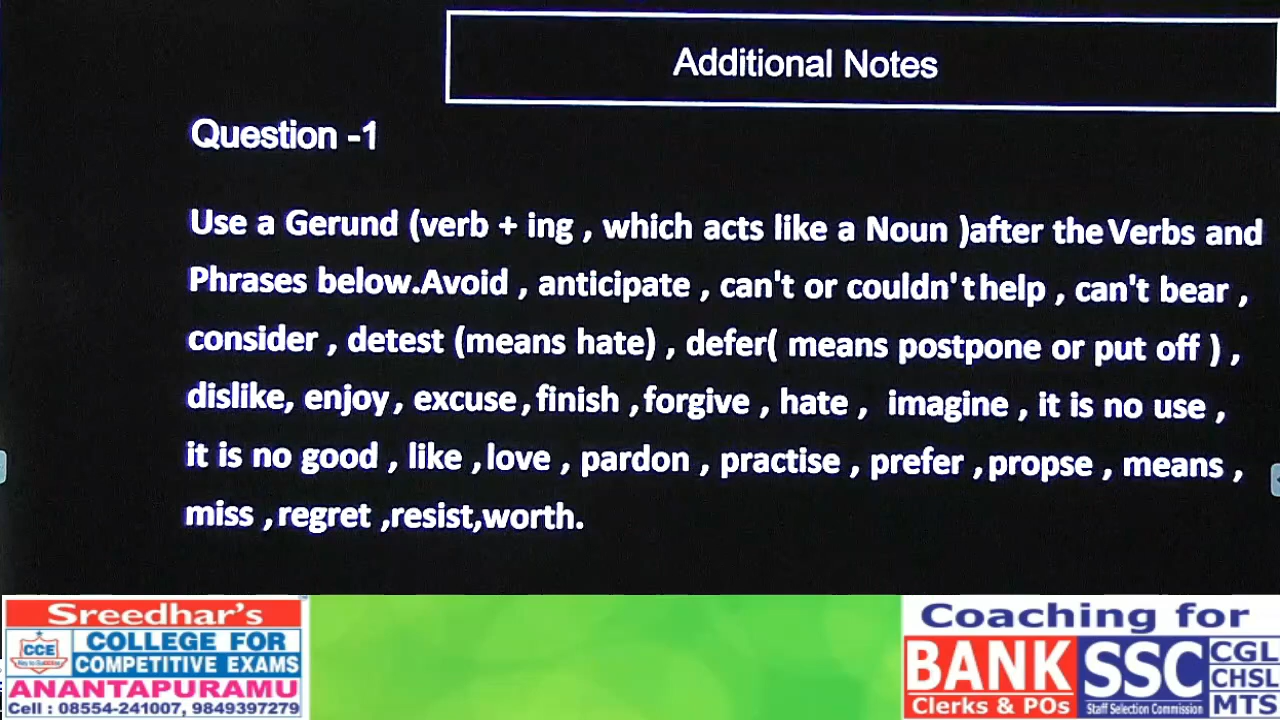 Additional Notes
Question -1
Use a Gerund (verb + ing , which acts like a Noun )after the Verbs and
Phrases below.Avoid , anticipate , can't or couldn't help , can't bear ,
consider , detest (means hate) , defer( means postpone or put off ) ,
dislike, enjoy, excuse, finish , forgive , hate , imagine , it is no use ,
it is no good , like , love , pardon , practise , prefer , propse , means ,
miss , regret , resist,worth.
Sreedhar's
CCE
COLLEGE FOR
COMPETITIVE EXAMS
ANANTAPURAMU
Cell : 08554-241007, 9849397279
Coaching for
BANK
Clerks & POs
SSC
Staff Selection Commission
CGL
CHSL
MTS